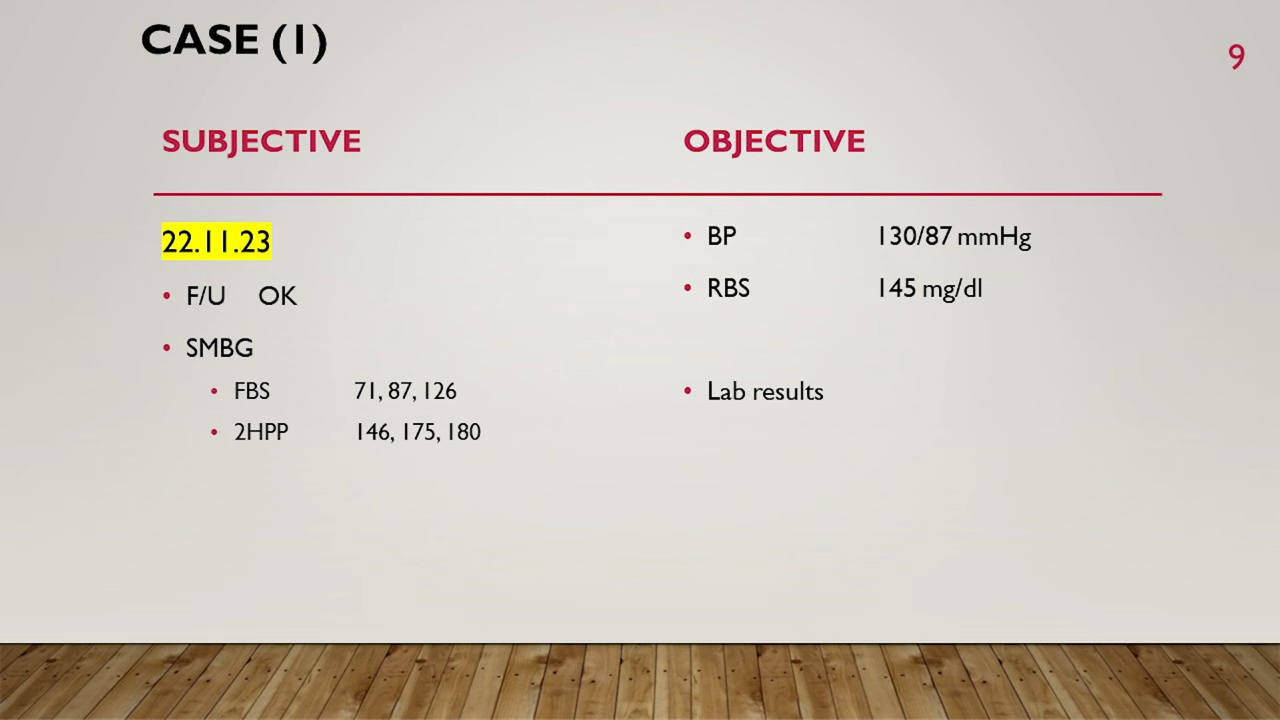 CASE (1)
9
SUBJECTIVE
22.11.23
• F/U OK
• SMBG
• FBS 71, 87, 126
• 2HPP 146, 175, 180
OBJECTIVE
• BP 130/87 mmHg
• RBS 145 mg/dl
• Lab results